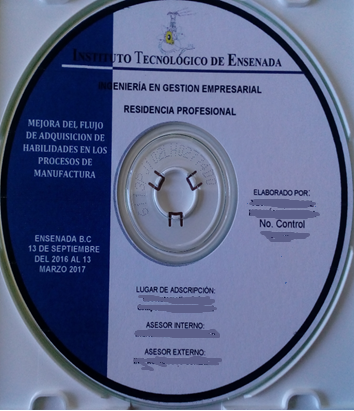 INSTITUTO TECNOLÓGICO DE ENSENADA
INGENIERÍA EN GESTION EMPRESARIAL
RESIDENCIA PROFESIONAL
MEJORA DEL FLUJO
DE ADQUISICION DE
HABILIDADES EN LOS
PROCESOS DE
MANUFACTURA
ELABORADO POR:
No. Control
ENSENADA B.C
13 DE SEPTIEMBRE
DEL 2016 AL 13
MARZO 2017
LUGAR DE ADSCRIPCIÓN:
ASESOR INTERNO:
ASESOR EXTERNO: